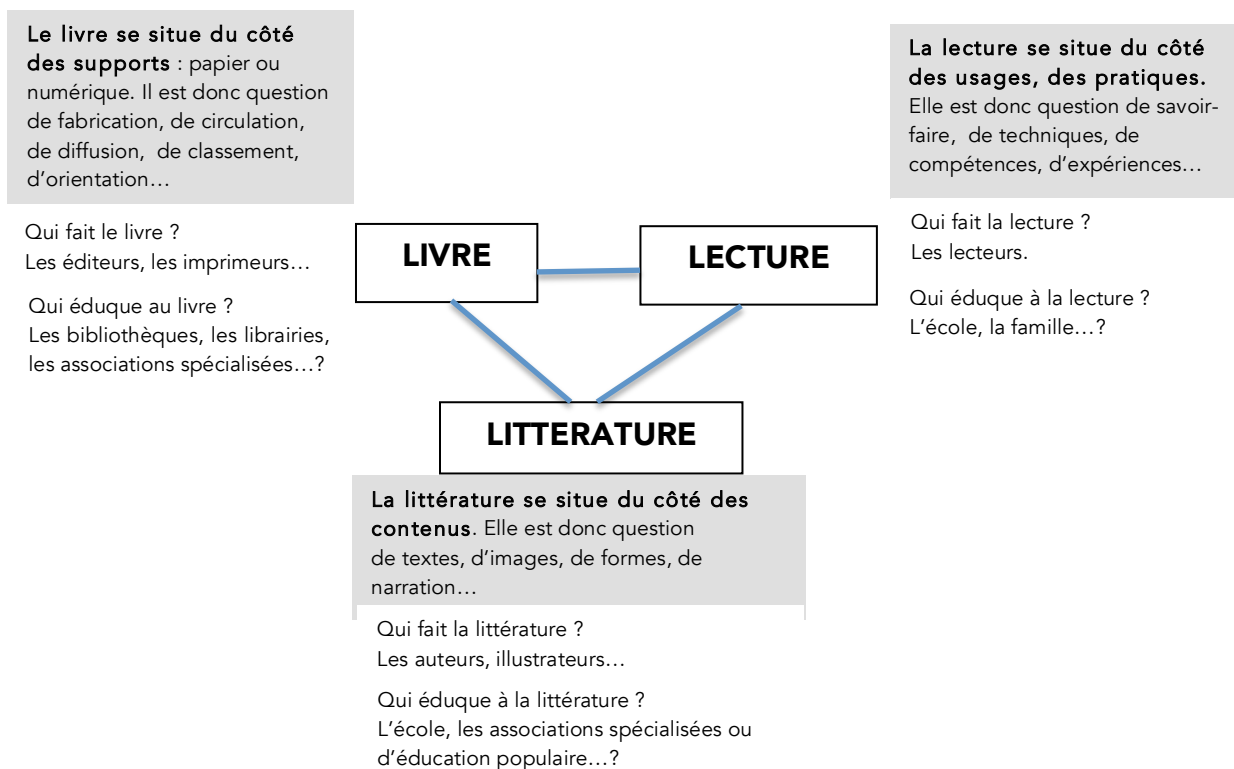 Le livre se situe du côté
des supports : papier ou
numérique. Il est donc question
de fabrication, de circulation,
de diffusion, de classement,
d'orientation…
Qui fait le livre ?
Les éditeurs, les imprimeurs…
Qui éduque au livre ?
Les bibliothèques, les librairies,
les associations spécialisées…?
LIVRE
LECTURE
La lecture se situe du côté
des usages, des pratiques.
Elle est donc question de savoir-
faire, de techniques, de
compétences, d'expériences…
Qui fait la lecture ?
Les lecteurs.
Qui éduque à la lecture ?
L'école, la famille…?
LITTERATURE
La littérature se situe du côté des
contenus. Elle est donc question
de textes, d'images, de formes, de
narration…
Qui fait la littérature ?
Les auteurs, illustrateurs…
Qui éduque à la littérature ?
L'école, les associations spécialisées ou
d'éducation populaire…?